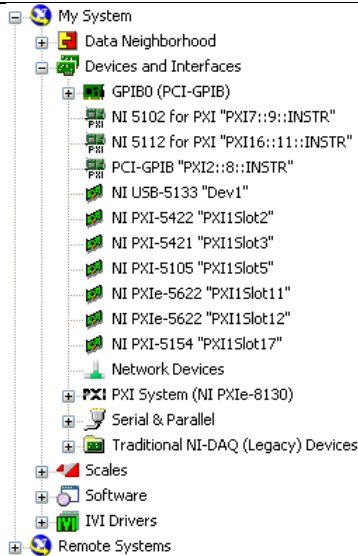 My System
Data Neighborhood
Devices and Interfaces
GPIB0 (PCI-GPIB)
NI 5102 for PXI "PXI7::9::INSTR"
NI 5112 for PXI "PXI16::11::INSTR"
PCI-GPIB "PXI2::8::INSTR"
NI USB-5133 "Dev1"
NI PXI-5422 "PXI1Slot2"
NI PXI-5421 "PXI1Slot3"
NI PXI-5105 "PXI1Slot5"
NI PXIe-5622 "PXI1Slot11"
NI PXIe-5622 "PXI1Slot12"
NI PXI-5154 "PXI1Slot17"
Network Devices
PXI PXI System (NI PXIe-8130)
Serial & Parallel
Traditional NI-DAQ (Legacy) Devices
Scales
Software
IVI Drivers
Remote Systems